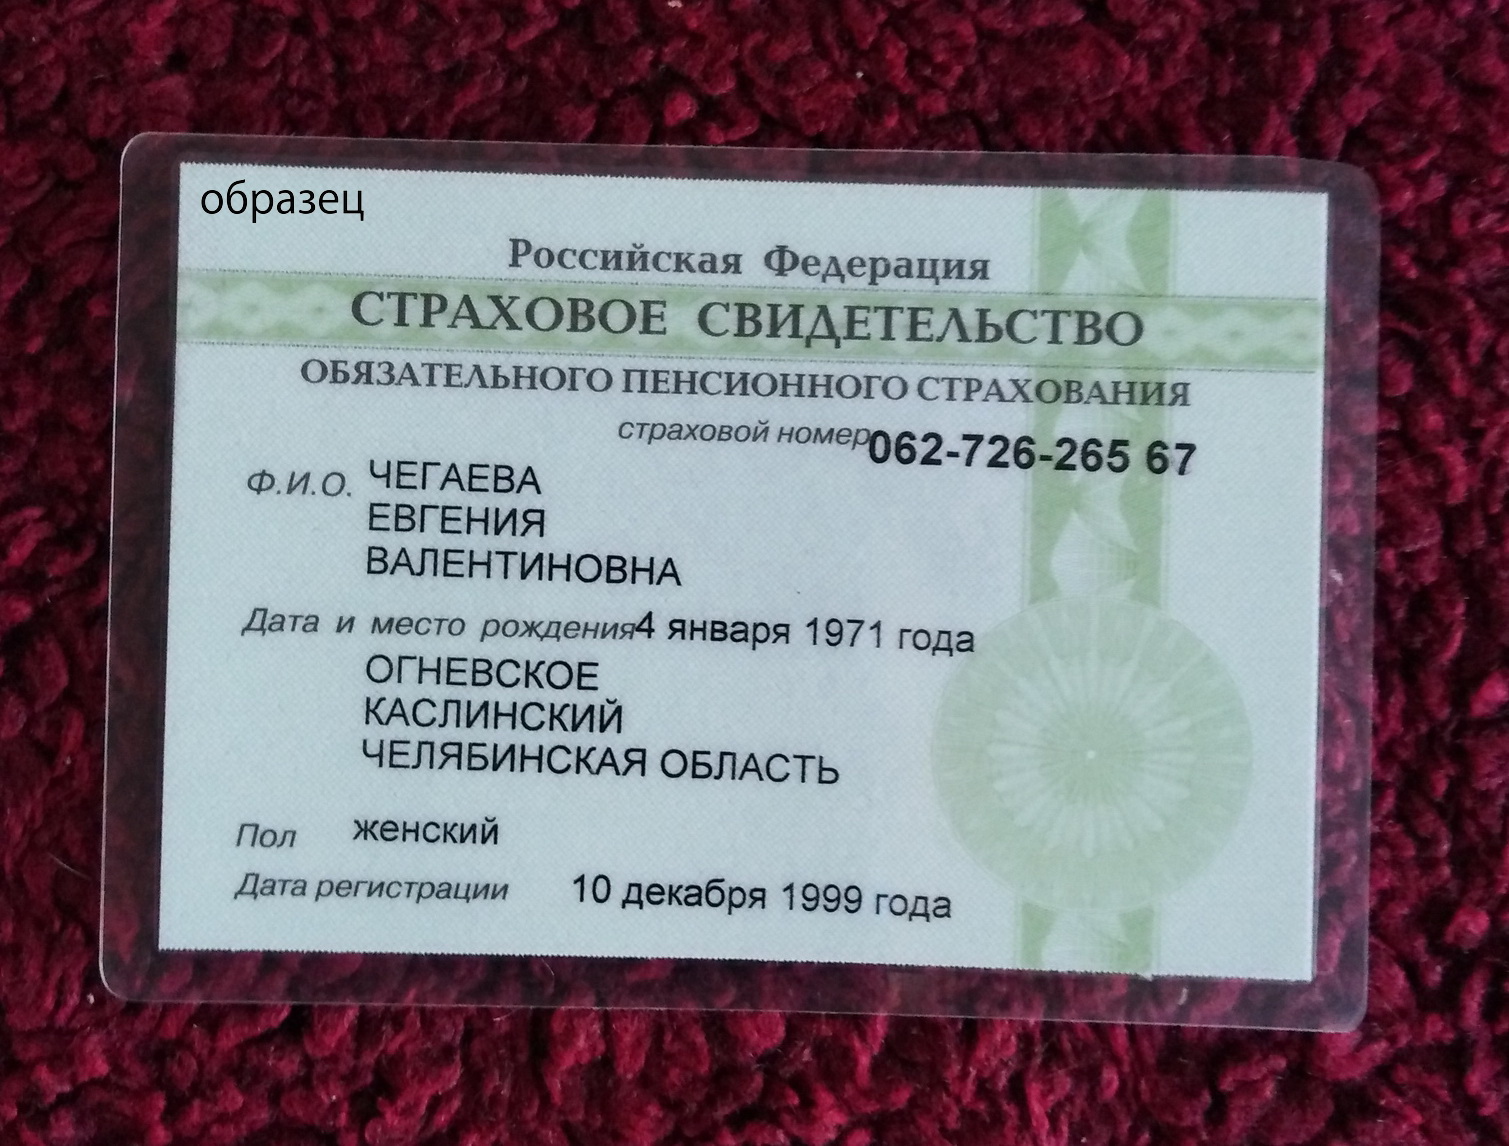 образец
Российская Федерация
СТРАХОВОЕ СВИДЕТЕЛЬСТВО
ОБЯЗАТЕЛЬНОГО ПЕНСИОННОГО СТРАХОВАНИЯ
страховой номер 062-726-265 67
Ф.И.О. ЧЕГАЕВА
ЕВГЕНИЯ
ВАЛЕНТИНОВНА
Дата и место рождения 4 января 1971 года
ОГНЕВСКОЕ
КАСЛИНСКИЙ
ЧЕЛЯБИНСКАЯ ОБЛАСТЬ
Пол женский
Дата регистрации 10 декабря 1999 года